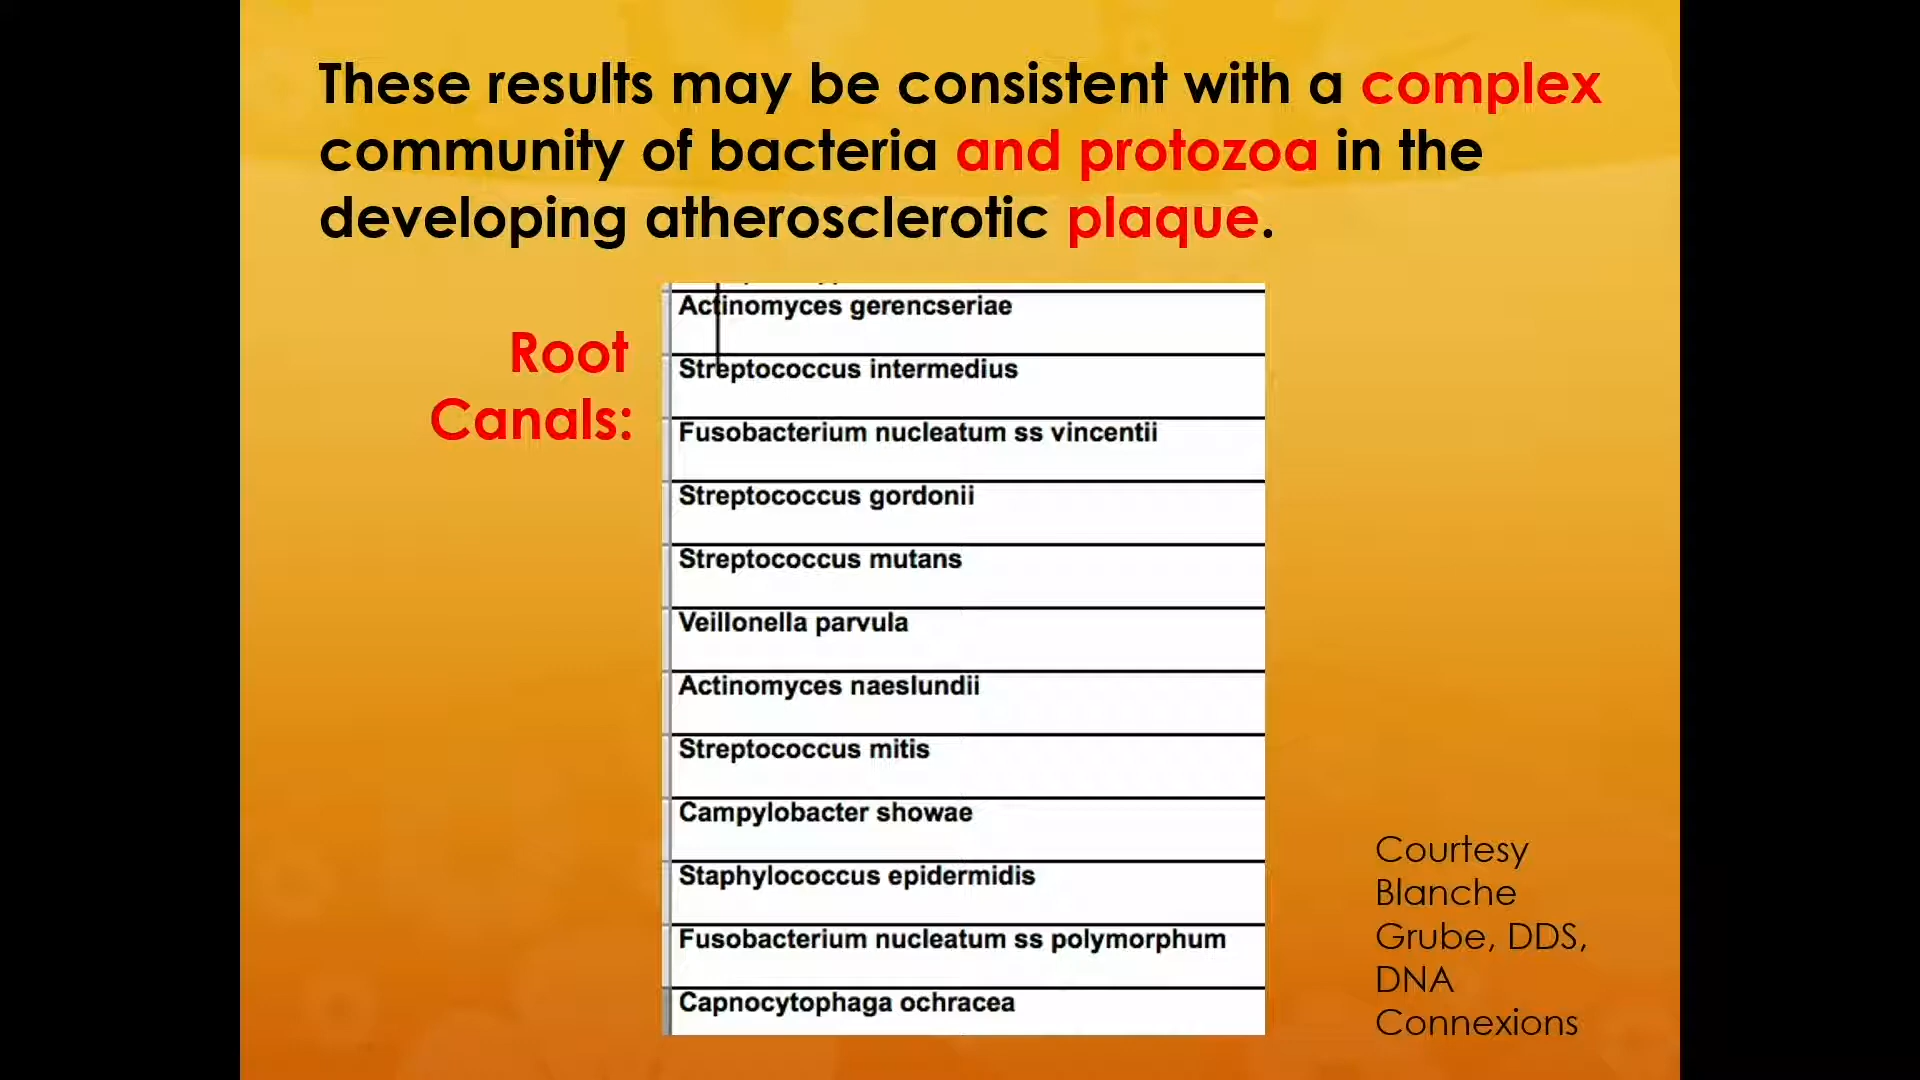 These results may be consistent with a complex
community of bacteria and protozoa in the
developing atherosclerotic plaque.
Root
Canals:
Actinomyces gerencseriae
Streptococcus intermedius
Fusobacterium nucleatum ss vincentii
Streptococcus gordonii
Streptococcus mutans
Veillonella parvula
Actinomyces naeslundii
Streptococcus mitis
Campylobacter showae
Staphylococcus epidermidis
Fusobacterium nucleatum ss polymorphum
Capnocytophaga ochracea
Courtesy
Blanche
Grube, DDS,
DNA
Connexions